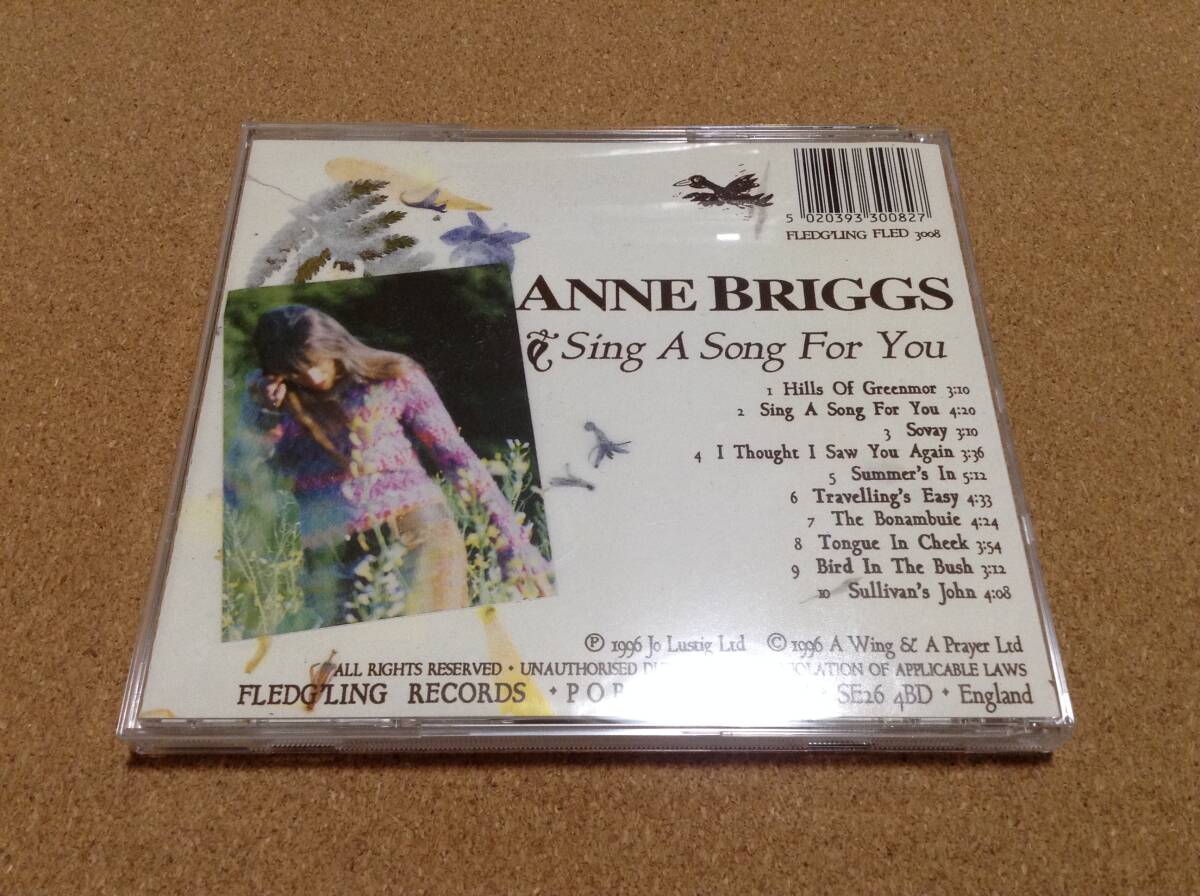 5 020393 300827
FLEDG'LING FLED 3008
ANNE BRIGGS
Sing A Song For You
1 Hills Of Greenmor 3:10
2 Sing A Song For You 4:20
3 Sovay 3:10
4 I Thought I Saw You Again 3:36
5 Summer's In 5:12
6 Travelling's Easy 4:33
7 The Bonambuie 4:24
8 Tongue In Cheek 3:54
9 Bird In The Bush 3:12
10 Sullivan's John 4:08
℗ 1996 Jo Lustig Ltd © 1996 A Wing & A Prayer Ltd
ALL RIGHTS RESERVED • UNAUTHORISED OF APPLICABLE LAWS
FLEDG'LING RECORDS • P O SE26 4BD • England